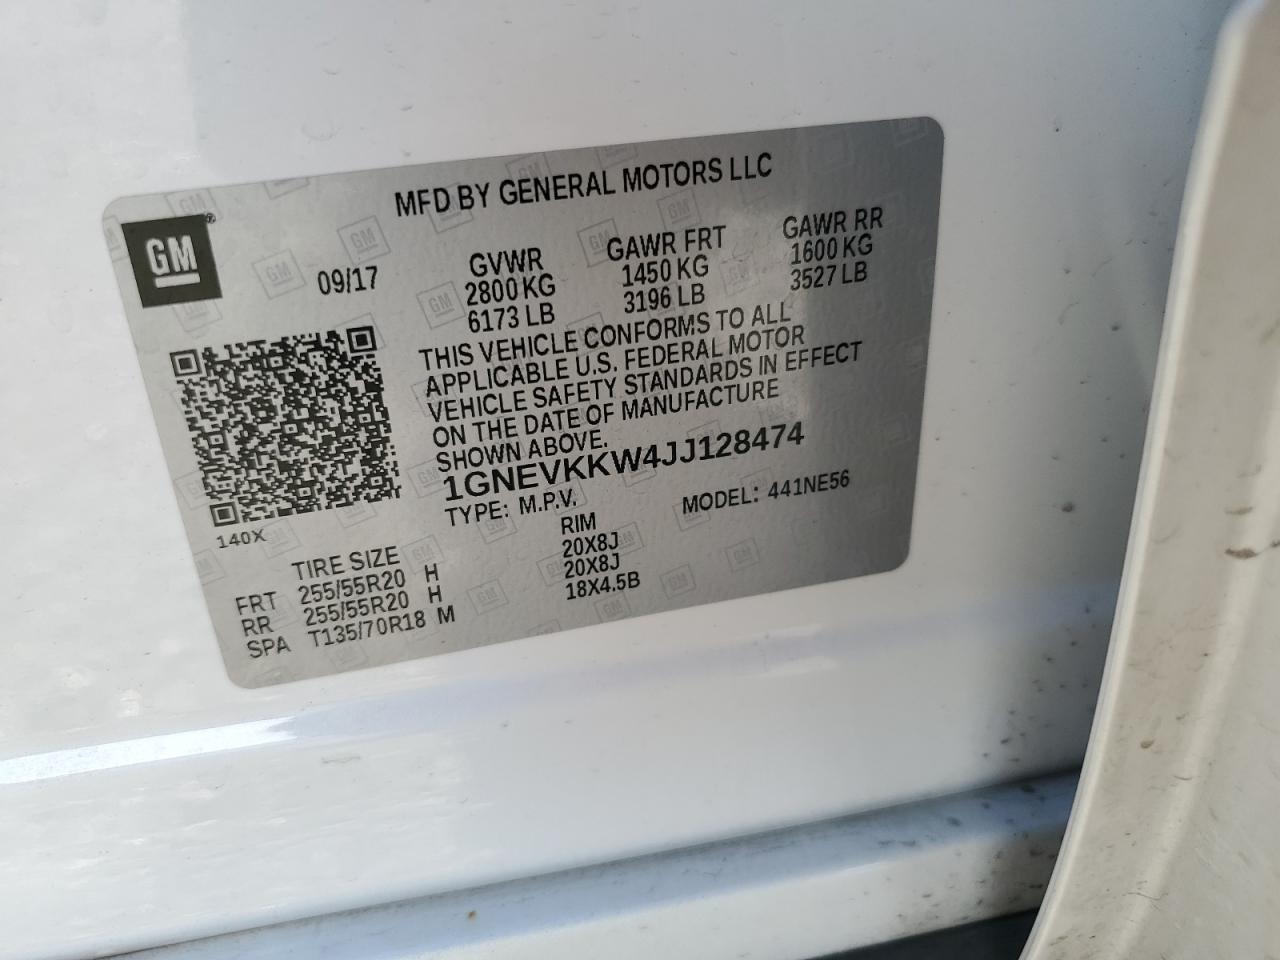 MFD BY GENERAL MOTORS LLC
GM®
09/17
GVWR GAWR FRT GAWR RR
2800 KG 1450 KG 1600 KG
6173 LB 3196 LB 3527 LB
THIS VEHICLE CONFORMS TO ALL
APPLICABLE U.S. FEDERAL MOTOR
VEHICLE SAFETY STANDARDS IN EFFECT
ON THE DATE OF MANUFACTURE
SHOWN ABOVE.
1GNEVKKW4JJ128474
TYPE: M.P.V. MODEL: 441NE56
140X
TIRE SIZE RIM
FRT 255/55R20 H 20X8J
RR 255/55R20 H 20X8J
SPA T135/70R18 M 18X4.5B